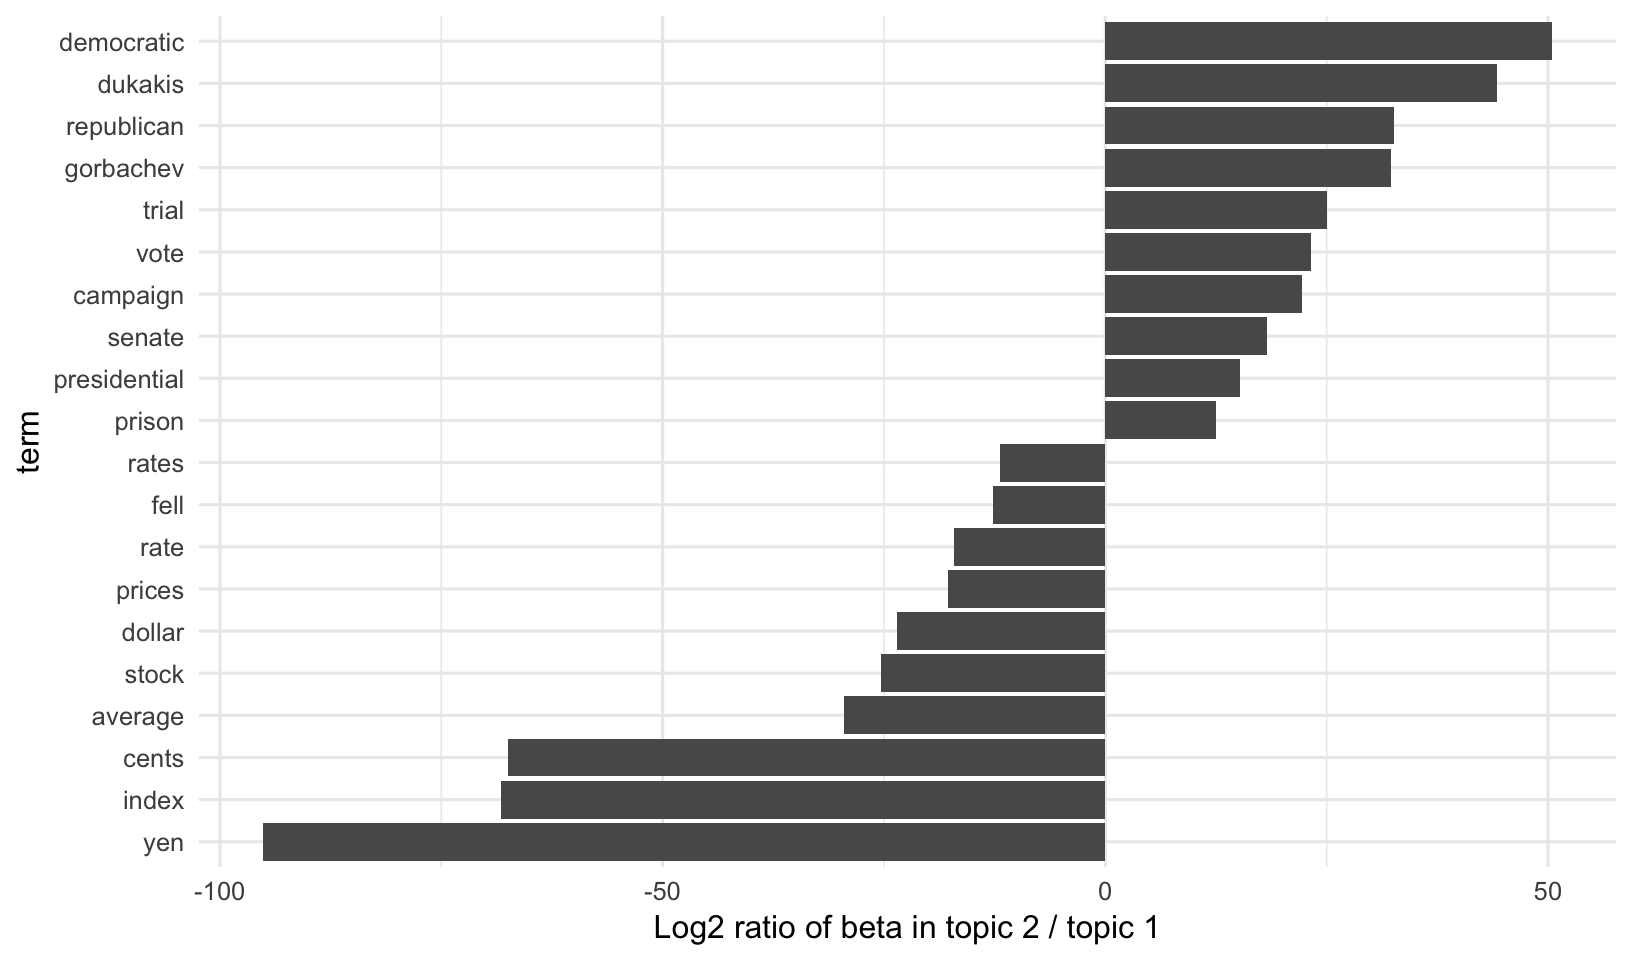 democratic
dukakis
republican
gorbachev
trial
vote
campaign
senate
presidential
prison
rates
fell
rate
prices
dollar
stock
average
cents
index
yen
term
-100 -50 0 50
Log2 ratio of beta in topic 2 / topic 1